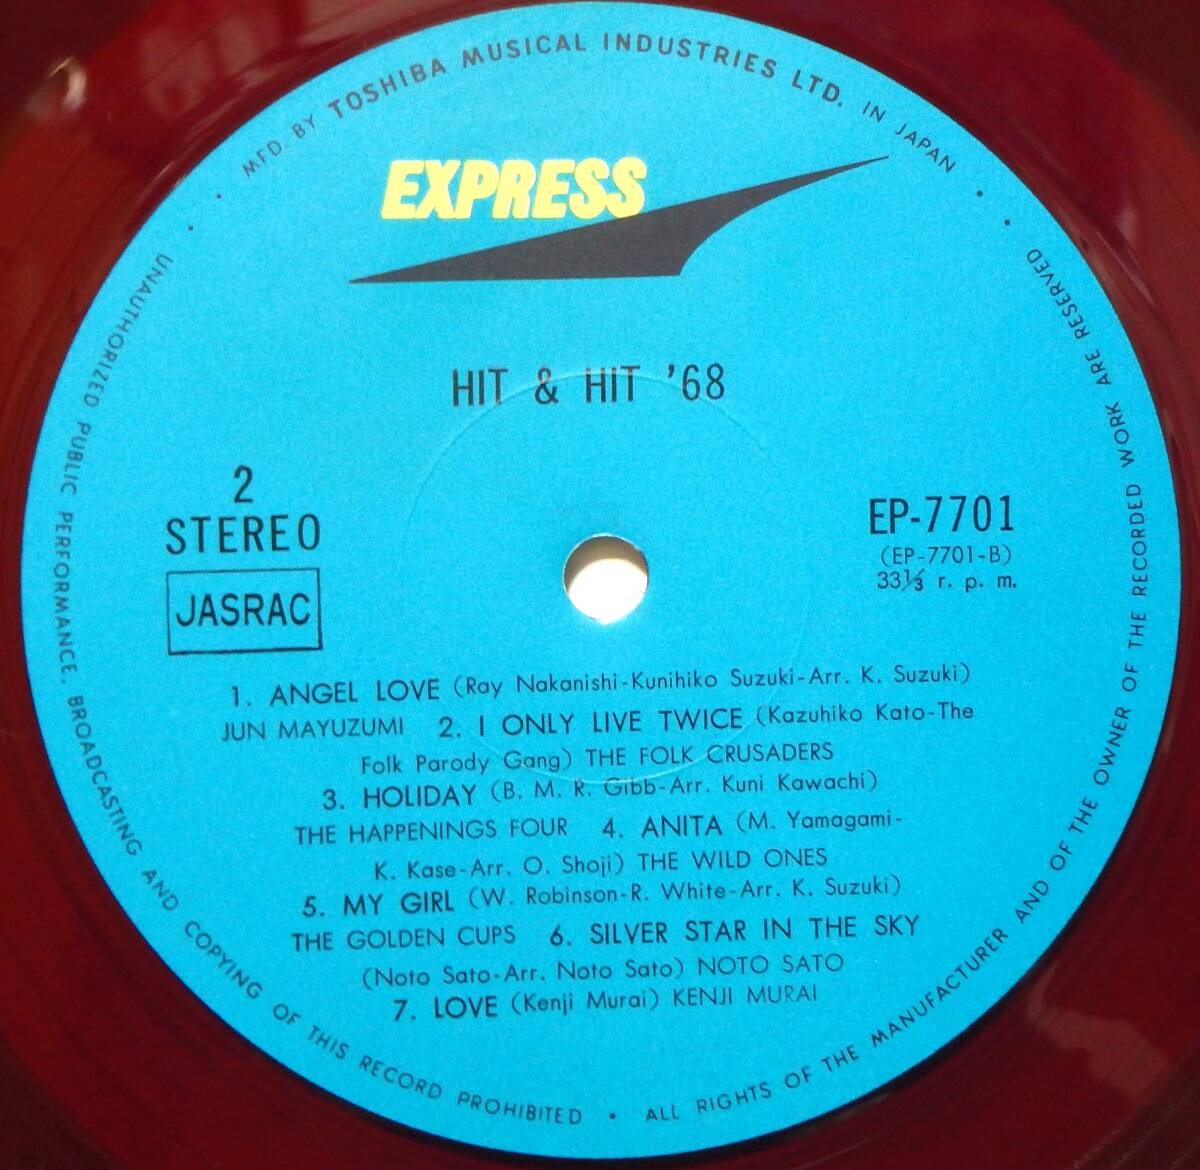 MFD. BY TOSHIBA MUSICAL INDUSTRIES LTD. IN JAPAN
EXPRESS
HIT & HIT '68
2
STEREO
JASRAC
EP-7701
(EP-7701-B)
33⅓ r. p. m.
1. ANGEL LOVE (Ray Nakanishi-Kunihiko Suzuki-Arr. K. Suzuki)
JUN MAYUZUMI 2. I ONLY LIVE TWICE (Kazuhiko Kato-The
Folk Parody Gang) THE FOLK CRUSADERS
3. HOLIDAY (B. M. R. Gibb-Arr. Kuni Kawachi)
THE HAPPENINGS FOUR 4. ANITA (M. Yamagami-
K. Kase-Arr. O. Shoji) THE WILD ONES
5. MY GIRL (W. Robinson-R. White-Arr. K. Suzuki)
THE GOLDEN CUPS 6. SILVER STAR IN THE SKY
(Noto Sato-Arr. Noto Sato) NOTO SATO
7. LOVE (Kenji Murai) KENJI MURAI
UNAUTHORIZED PUBLIC PERFORMANCE, BROADCASTING AND COPYING OF THIS RECORD PROHIBITED • ALL RIGHTS OF THE MANUFACTURER AND OF THE OWNER OF THE RECORDED WORK ARE RESERVED